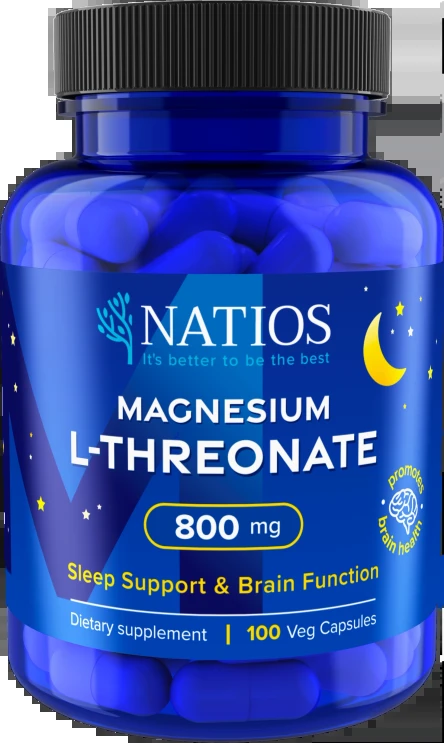 NATIOS
It's better to be the best
MAGNESIUM
L-THREONATE
800 mg
promotes
brain health
Sleep Support & Brain Function
Dietary supplement | 100 Veg Capsules